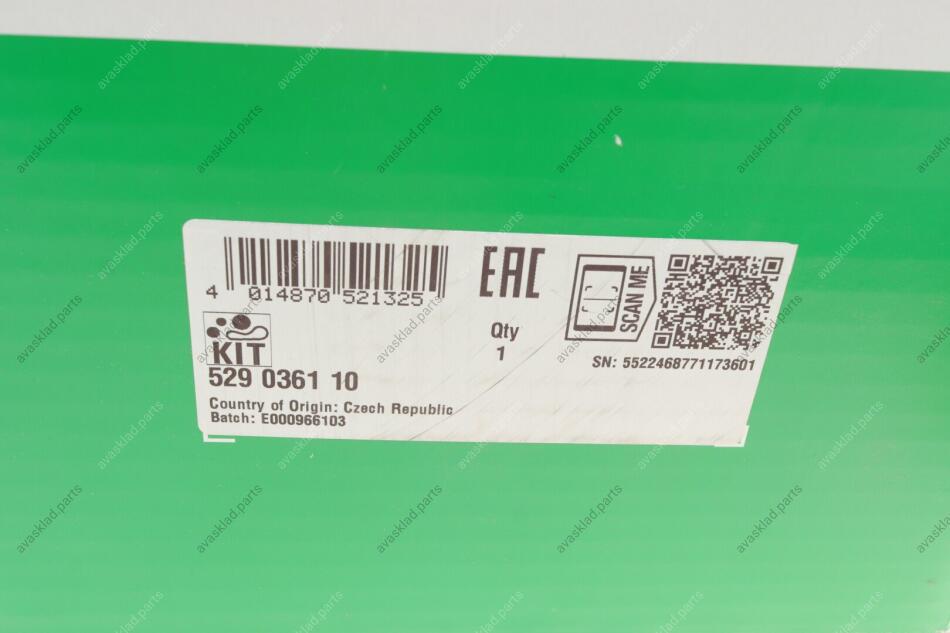 4 014870 521325
EAC
SCAN ME
Qty
1
KIT
529 0361 10
SN: 5522468771173601
Country of Origin: Czech Republic
Batch: E000966103
avasklad.parts